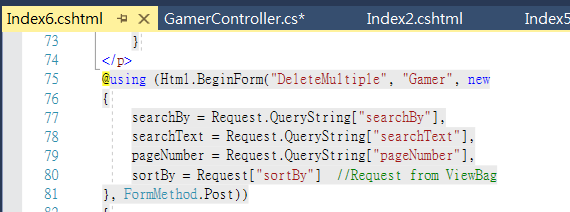 Index6.cshtml GamerController.cs* Index2.cshtml Index5
73 }
74 </p>
75 @using (Html.BeginForm("DeleteMultiple", "Gamer", new
76 {
77 searchBy = Request.QueryString["searchBy"],
78 searchText = Request.QueryString["searchText"],
79 pageNumber = Request.QueryString["pageNumber"],
80 sortBy = Request["sortBy"] //Request from ViewBag
81 }, FormMethod.Post))
82 {